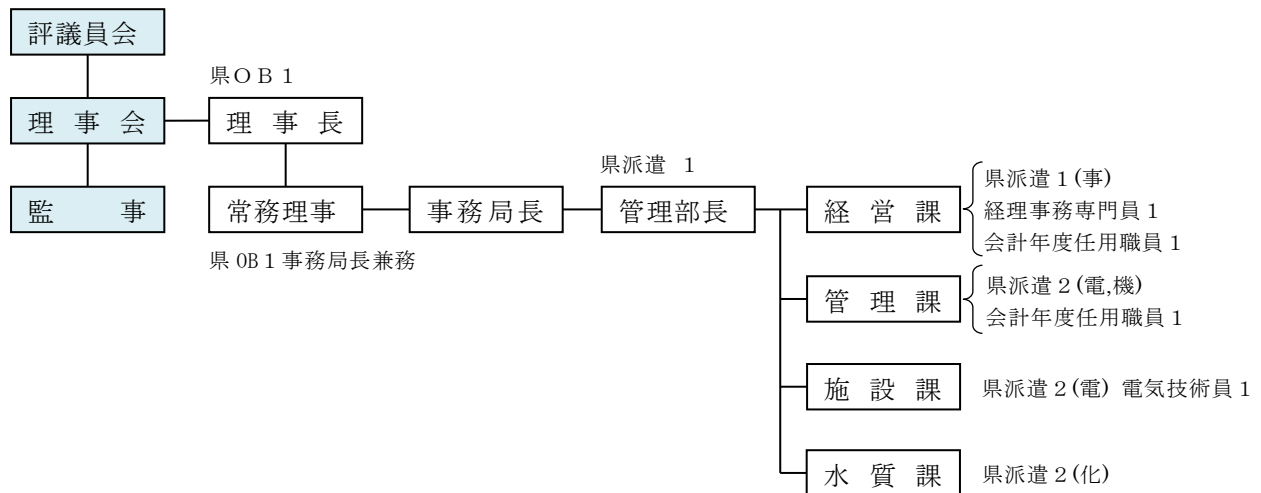 評議員会
県ＯＢ１
理事会
理事長
県派遣 １
監事
常務理事
事務局長
管理部長
経営課
県派遣１(事)
経理事務専門員１
会計年度任用職員１
県OB１事務局長兼務
管理課
県派遣２(電,機)
会計年度任用職員１
施設課
県派遣２(電) 電気技術員１
水質課
県派遣２(化)